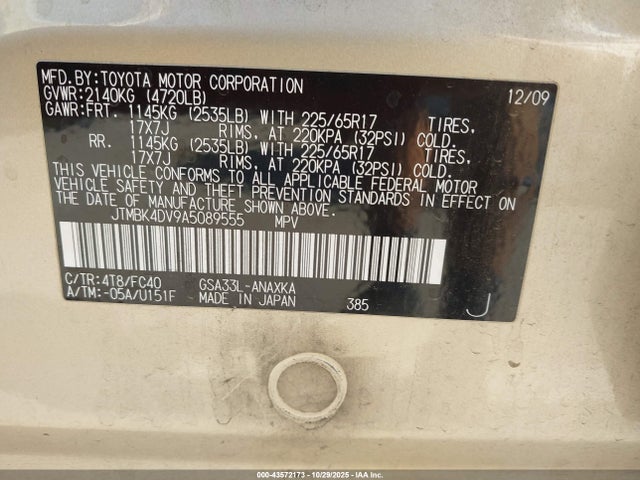 MFD.BY:TOYOTA MOTOR CORPORATION 12/09
GVWR:2140KG (4720LB)
GAWR:FRT. 1145KG (2535LB) WITH 225/65R17 TIRES,
17X7J RIMS, AT 220KPA (32PSI) COLD.
RR. 1145KG (2535LB) WITH 225/65R17 TIRES,
17X7J RIMS, AT 220KPA (32PSI) COLD.
THIS VEHICLE CONFORMS TO ALL APPLICABLE FEDERAL MOTOR
VEHICLE SAFETY AND THEFT PREVENTION STANDARDS IN EFFECT ON
THE DATE OF MANUFACTURE SHOWN ABOVE.
JTMBK4DV9A5089555 MPV
C/TR:4T8/FC40 GSA33L-ANAXKA
A/TM:-05A/U151F MADE IN JAPAN 385 J
000-43572173 - 10/29/2025 - IAA Inc.